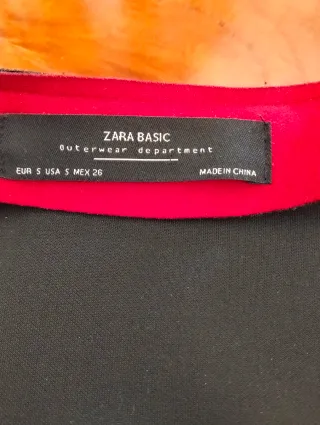 ZARA BASIC
Outerwear department
EUR S USA S MEX 26 MADE IN CHINA